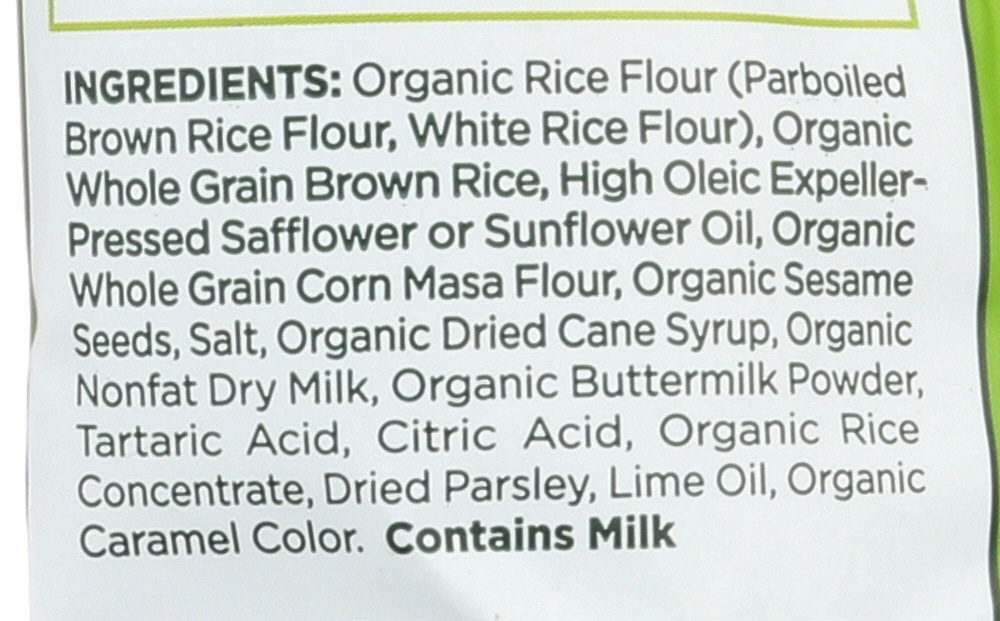 INGREDIENTS: Organic Rice Flour (Parboiled
Brown Rice Flour, White Rice Flour), Organic
Whole Grain Brown Rice, High Oleic Expeller-
Pressed Safflower or Sunflower Oil, Organic
Whole Grain Corn Masa Flour, Organic Sesame
Seeds, Salt, Organic Dried Cane Syrup, Organic
Nonfat Dry Milk, Organic Buttermilk Powder,
Tartaric Acid, Citric Acid, Organic Rice
Concentrate, Dried Parsley, Lime Oil, Organic
Caramel Color. Contains Milk